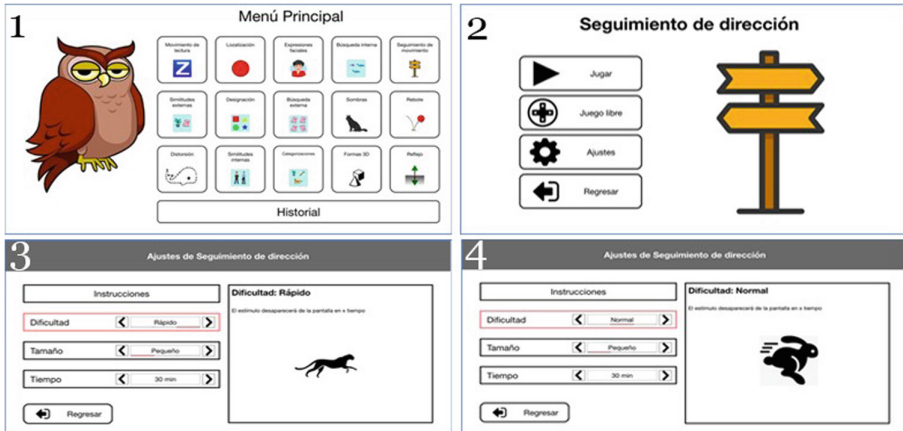 1
Menú Principal
Movimiento de
lectura
Localización
Expresiones
faciales
Búsqueda interna
Seguimiento de
movimiento
Z
Similitudes
externas
Designación
Búsqueda
externa
Sombras
Rebote
Distorsión
Similitudes
internas
Categorizaciones
Formas 3D
Reflejo
Historial
2
Seguimiento de dirección
Jugar
Juego libre
Ajustes
Regresar
3
Ajustes de Seguimiento de dirección
Instrucciones
Dificultad
Rápido
Tamaño
Pequeño
Tiempo
30 min
Regresar
Dificultad: Rápido
El estímulo desaparecerá de la pantalla en x tiempo
4
Ajustes de Seguimiento de dirección
Instrucciones
Dificultad
Normal
Tamaño
Pequeño
Tiempo
30 min
Regresar
Dificultad: Normal
El estímulo desaparecerá de la pantalla en x tiempo